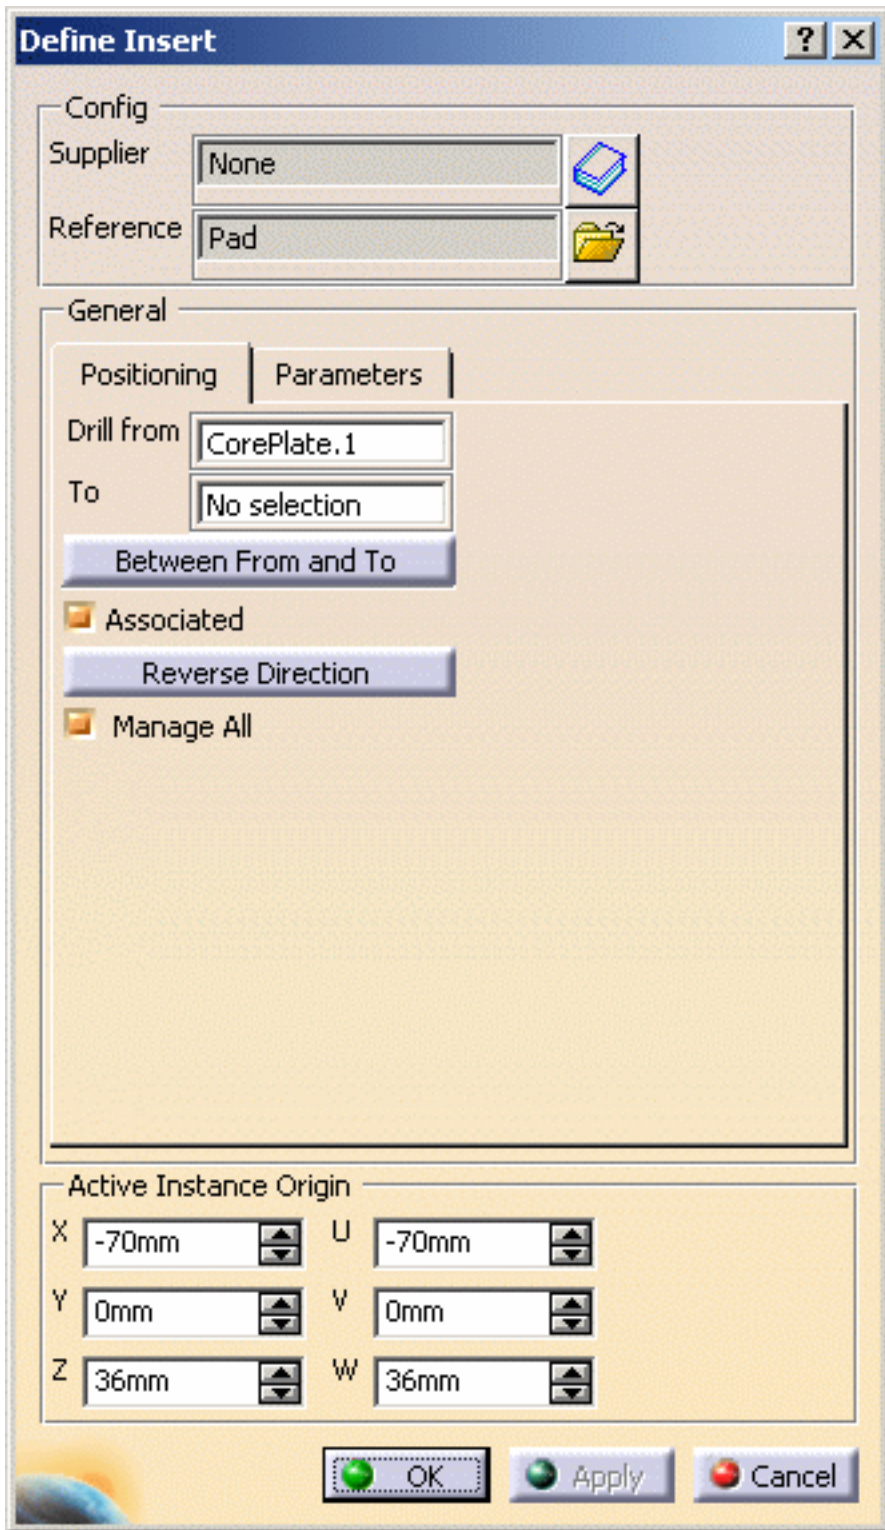 Define Insert
Config
Supplier None
Reference Pad
General
Positioning Parameters
Drill from CorePlate.1
To No selection
Between From and To
Associated
Reverse Direction
Manage All
Active Instance Origin
X -70mm U -70mm
Y 0mm V 0mm
Z 36mm W 36mm
OK Apply Cancel